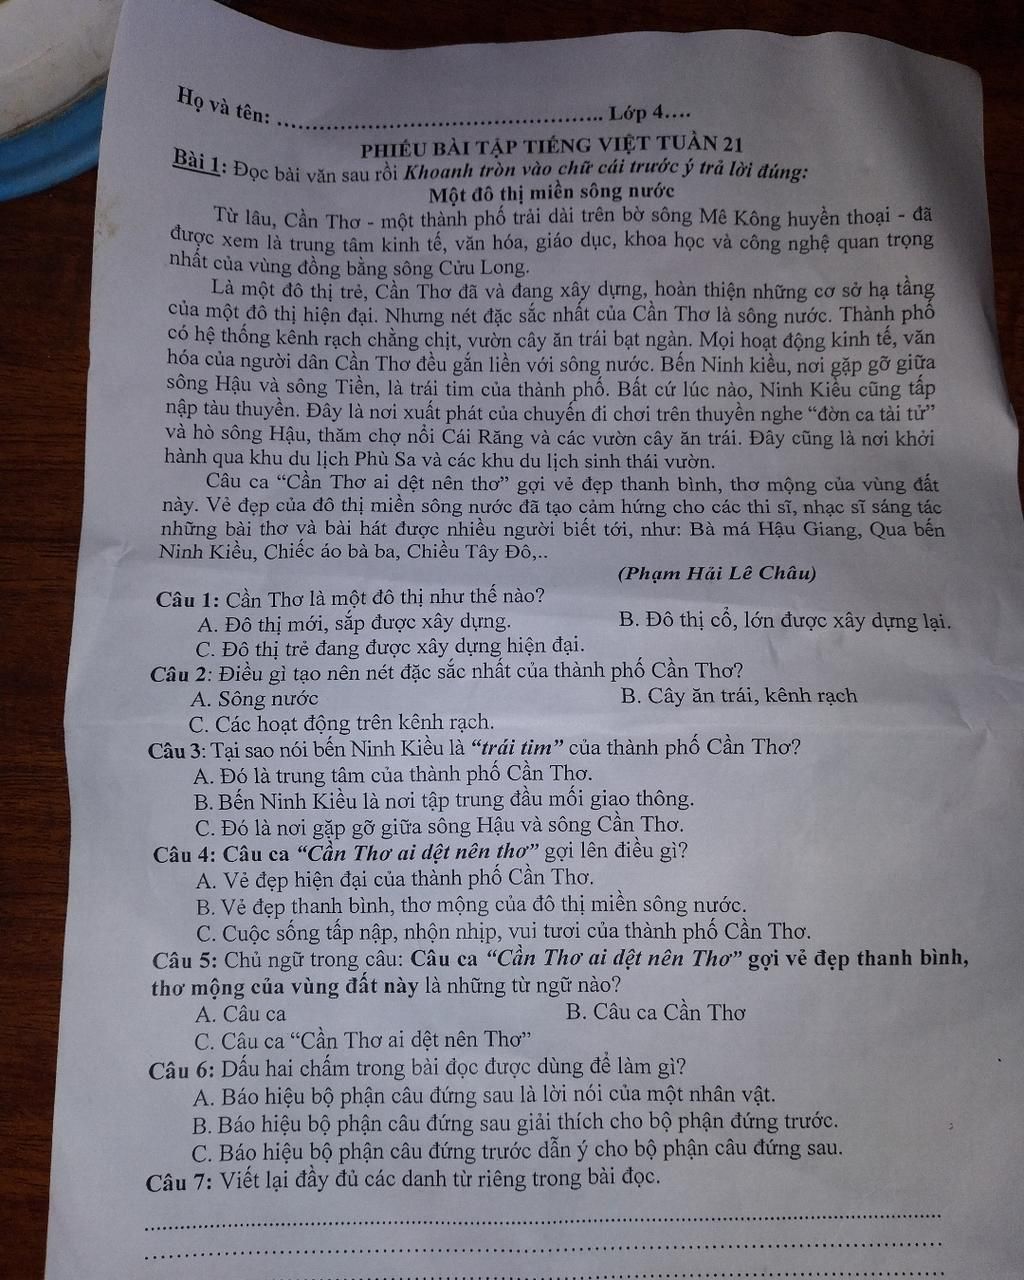 Họ và tên: ........................................................ Lớp 4....
PHIẾU BÀI TẬP TIẾNG VIỆT TUẦN 21
Bài 1: Đọc bài văn sau rồi Khoanh tròn vào chữ cái trước ý trả lời đúng:
Một đô thị miền sông nước
Từ lâu, Cần Thơ - một thành phố trải dài trên bờ sông Mê Kông huyền thoại - đã
được xem là trung tâm kinh tế, văn hóa, giáo dục, khoa học và công nghệ quan trọng
nhất của vùng đồng bằng sông Cửu Long.
Là một đô thị trẻ, Cần Thơ đã và đang xây dựng, hoàn thiện những cơ sở hạ tầng
của một đô thị hiện đại. Nhưng nét đặc sắc nhất của Cần Thơ là sông nước. Thành phố
có hệ thống kênh rạch chằng chịt, vườn cây ăn trái bạt ngàn. Mọi hoạt động kinh tế, văn
hóa của người dân Cần Thơ đều gắn liền với sông nước. Bến Ninh kiều, nơi gặp gỡ giữa
sông Hậu và sông Tiền, là trái tim của thành phố. Bất cứ lúc nào, Ninh Kiều cũng tấp
nập tàu thuyền. Đây là nơi xuất phát của chuyến đi chơi trên thuyền nghe “đờn ca tài tử”
và hò sông Hậu, thăm chợ nổi Cái Răng và các vườn cây ăn trái. Đây cũng là nơi khởi
hành qua khu du lịch Phù Sa và các khu du lịch sinh thái vườn.
Câu ca “Cần Thơ ai dệt nên thơ” gợi vẻ đẹp thanh bình, thơ mộng của vùng đất
này. Vẻ đẹp của đô thị miền sông nước đã tạo cảm hứng cho các thi sĩ, nhạc sĩ sáng tác
những bài thơ và bài hát được nhiều người biết tới, như: Bà má Hậu Giang, Qua bến
Ninh Kiều, Chiếc áo bà ba, Chiều Tây Đô,..
(Phạm Hải Lê Châu)
Câu 1: Cần Thơ là một đô thị như thế nào?
A. Đô thị mới, sắp được xây dựng. B. Đô thị cổ, lớn được xây dựng lại.
C. Đô thị trẻ đang được xây dựng hiện đại.
Câu 2: Điều gì tạo nên nét đặc sắc nhất của thành phố Cần Thơ?
A. Sông nước B. Cây ăn trái, kênh rạch
C. Các hoạt động trên kênh rạch.
Câu 3: Tại sao nói bến Ninh Kiều là “trái tim” của thành phố Cần Thơ?
A. Đó là trung tâm của thành phố Cần Thơ.
B. Bến Ninh Kiều là nơi tập trung đầu mối giao thông.
C. Đó là nơi gặp gỡ giữa sông Hậu và sông Cần Thơ.
Câu 4: Câu ca “Cần Thơ ai dệt nên thơ” gợi lên điều gì?
A. Vẻ đẹp hiện đại của thành phố Cần Thơ.
B. Vẻ đẹp thanh bình, thơ mộng của đô thị miền sông nước.
C. Cuộc sống tấp nập, nhộn nhịp, vui tươi của thành phố Cần Thơ.
Câu 5: Chủ ngữ trong câu: Câu ca “Cần Thơ ai dệt nên Thơ” gợi vẻ đẹp thanh bình,
thơ mộng của vùng đất này là những từ ngữ nào?
A. Câu ca B. Câu ca Cần Thơ
C. Câu ca “Cần Thơ ai dệt nên Thơ”
Câu 6: Dấu hai chấm trong bài đọc được dùng để làm gì?
A. Báo hiệu bộ phận câu đứng sau là lời nói của một nhân vật.
B. Báo hiệu bộ phận câu đứng sau giải thích cho bộ phận đứng trước.
C. Báo hiệu bộ phận câu đứng trước dẫn ý cho bộ phận câu đứng sau.
Câu 7: Viết lại đầy đủ các danh từ riêng trong bài đọc.